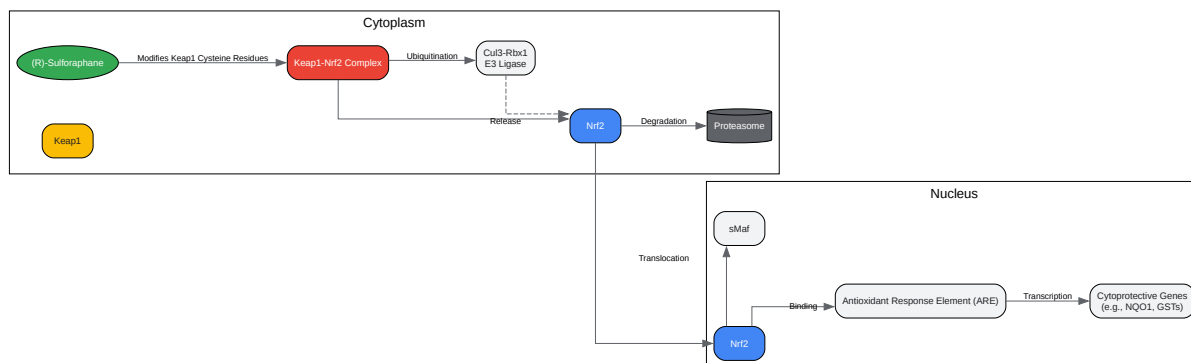 Cytoplasm
(R)-Sulforaphane
Modifies Keap1 Cysteine Residues
Keap1-Nrf2 Complex
Ubiquitination
Cul3-Rbx1
E3 Ligase
Keap1
Release
Nrf2
Degradation
Proteasome
Nucleus
sMaf
Translocation
Nrf2
Binding
Antioxidant Response Element (ARE)
Transcription
Cytoprotective Genes
(e.g., NQO1, GSTs)